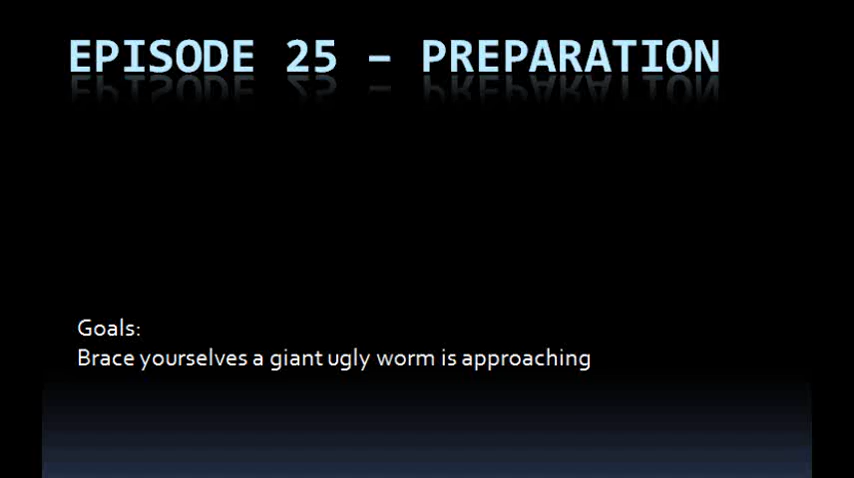 EPISODE 25 – PREPARATION
Goals:
Brace yourselves a giant ugly worm is approaching